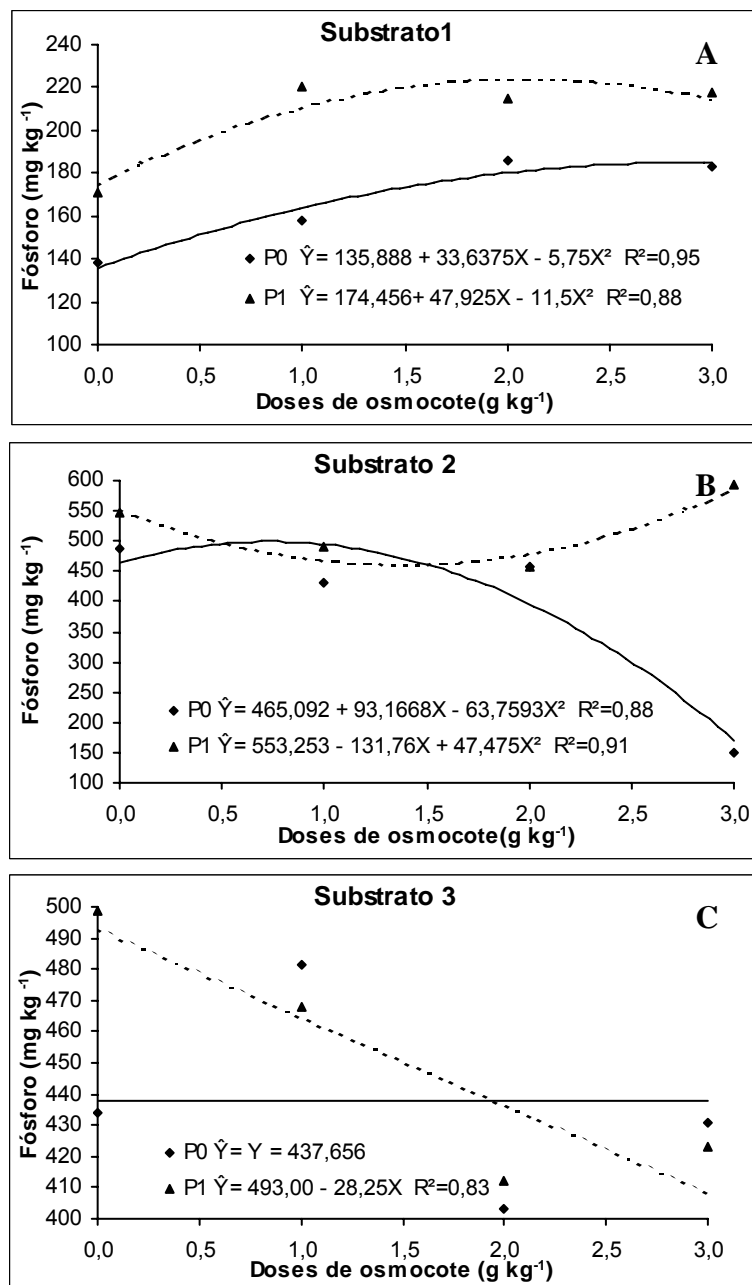 Substrato1
A
240
220
200
180
160
140
120
100
Fósforo (mg kg⁻¹)
P0 Ŷ= 135,888 + 33,6375X - 5,75X² R²=0,95
P1 Ŷ= 174,456+ 47,925X - 11,5X² R²=0,88
0,0 0,5 1,0 1,5 2,0 2,5 3,0
Doses de osmocote(g kg⁻¹)
Substrato 2
B
600
550
500
450
400
350
300
250
200
150
100
Fósforo (mg kg⁻¹)
P0 Ŷ= 465,092 + 93,1668X - 63,7593X² R²=0,88
P1 Ŷ= 553,253 - 131,76X + 47,475X² R²=0,91
0,0 0,5 1,0 1,5 2,0 2,5 3,0
Doses de osmocote(g kg⁻¹)
Substrato 3
C
500
490
480
470
460
450
440
430
420
410
400
Fósforo (mg kg⁻¹)
P0 Ŷ= Y = 437,656
P1 Ŷ= 493,00 - 28,25X R²=0,83
0,0 0,5 1,0 1,5 2,0 2,5 3,0
Doses de osmocote(g kg⁻¹)